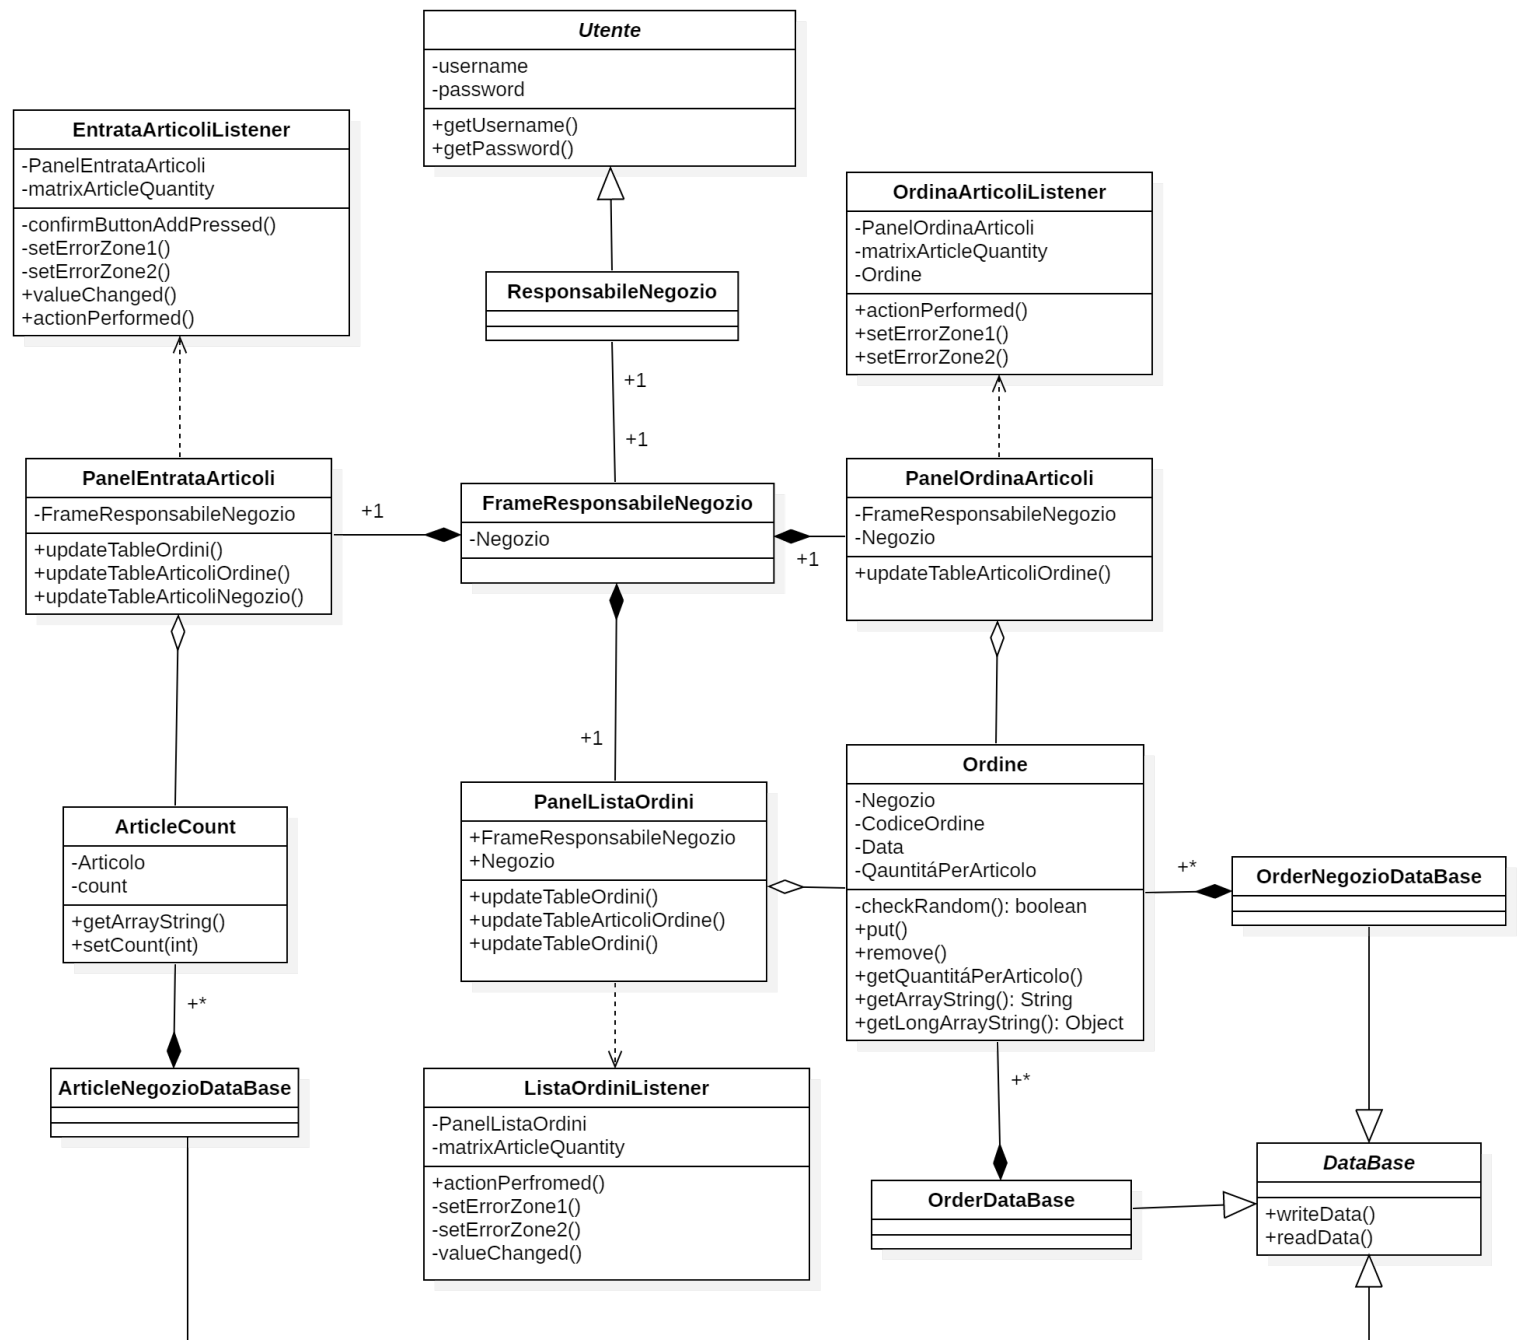 Utente
-username
-password
+getUsername()
+getPassword()
EntrataArticoliListener
-PanelEntrataArticoli
-matrixArticleQuantity
-confirmButtonAddPressed()
-setErrorZone1()
-setErrorZone2()
+valueChanged()
+actionPerformed()
OrdinaArticoliListener
-PanelOrdinaArticoli
-matrixArticleQuantity
-Ordine
+actionPerformed()
+setErrorZone1()
+setErrorZone2()
ResponsabileNegozio
+1
+1
PanelEntrataArticoli
-FrameResponsabileNegozio
+updateTableOrdini()
+updateTableArticoliOrdine()
+updateTableArticoliNegozio()
+1
FrameResponsabileNegozio
-Negozio
+1
PanelOrdinaArticoli
-FrameResponsabileNegozio
-Negozio
+updateTableArticoliOrdine()
+1
ArticleCount
-Articolo
-count
+getArrayString()
+setCount(int)
+*
PanelListaOrdini
+FrameResponsabileNegozio
+Negozio
+updateTableOrdini()
+updateTableArticoliOrdine()
+updateTableOrdini()
Ordine
-Negozio
-CodiceOrdine
-Data
-QauntitáPerArticolo
-checkRandom(): boolean
+put()
+remove()
+getQuantitáPerArticolo()
+getArrayString(): String
+getLongArrayString(): Object
+*
OrderNegozioDataBase
+*
ArticleNegozioDataBase
ListaOrdiniListener
-PanelListaOrdini
-matrixArticleQuantity
+actionPerfromed()
-setErrorZone1()
-setErrorZone2()
-valueChanged()
OrderDataBase
DataBase
+writeData()
+readData()